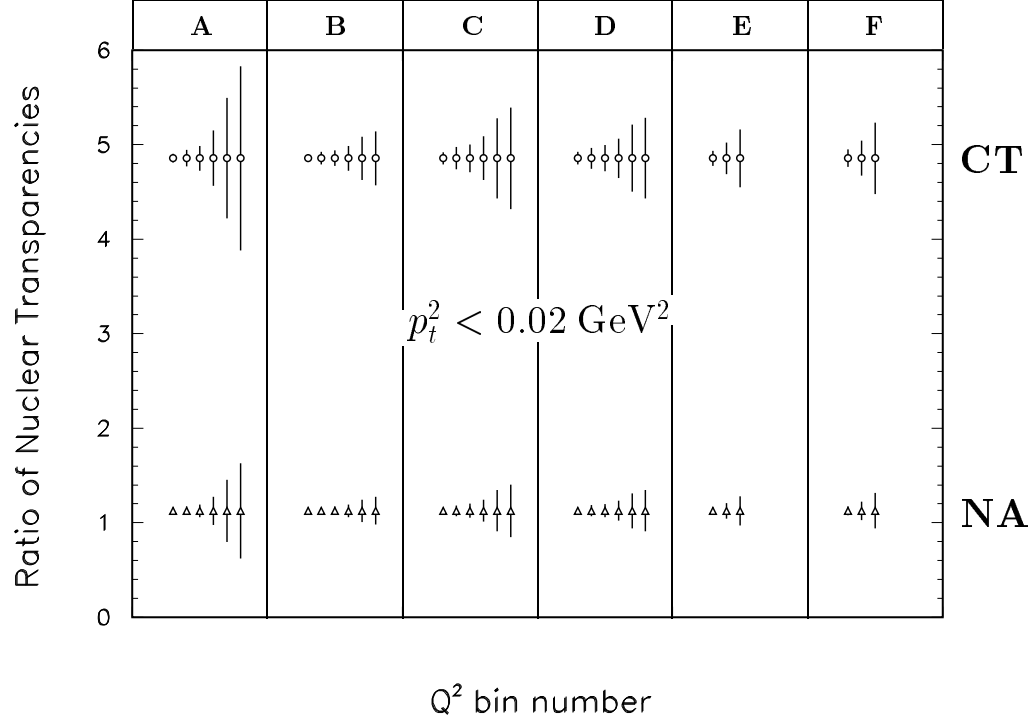 A B C D E F
6
5
4
3
2
1
0
Ratio of Nuclear Transparencies
CT
p_t^2 < 0.02 GeV^2
NA
Q^2 bin number